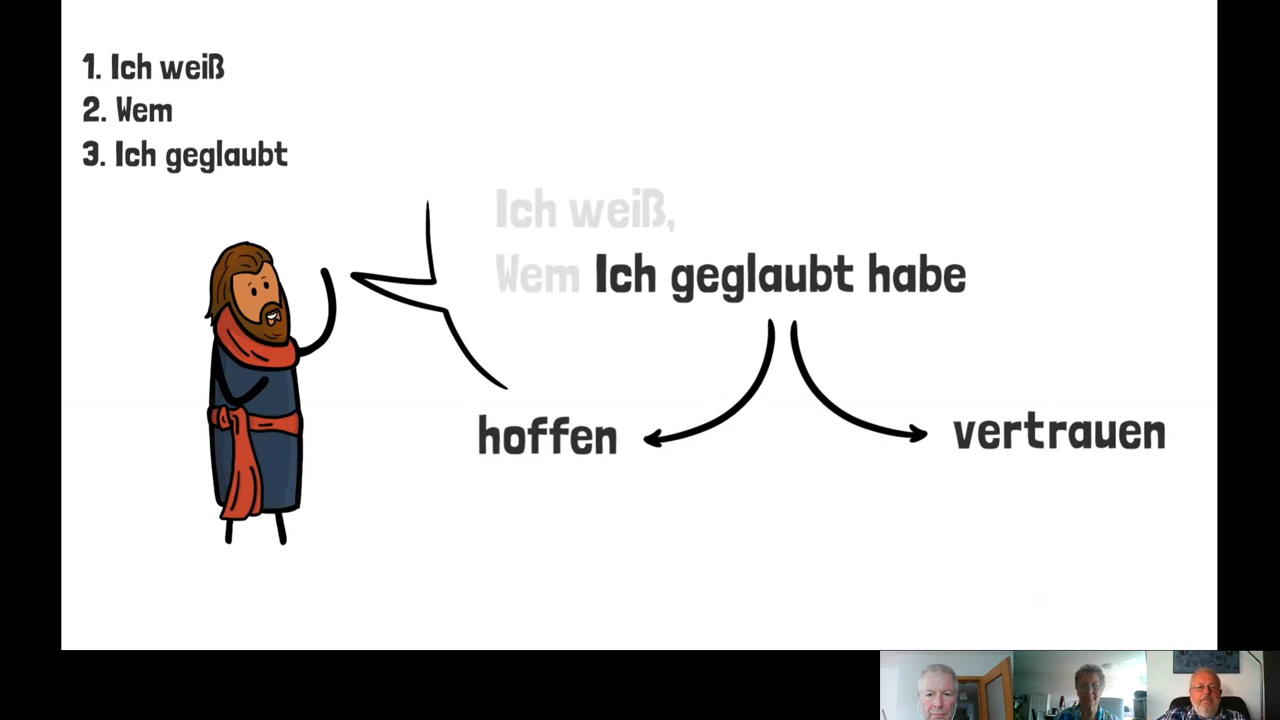 1. Ich weiß
2. Wem
3. Ich geglaubt
Ich weiß,
Wem Ich geglaubt habe
hoffen
vertrauen